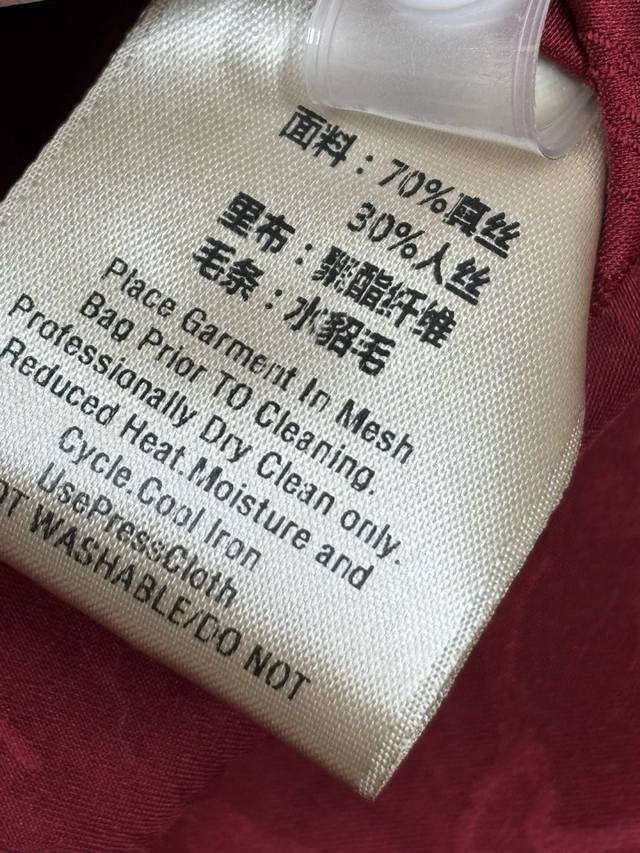 面料：70%真丝
30%人丝
里布：聚酯纤维
毛条：水貂毛
Place Garment In Mesh
Bag Prior TO Cleaning.
Professionally Dry Clean only.
Reduced Heat.Moisture and
Cycle.Cool Iron
UsePressCloth
WASHABLE/DO NOT